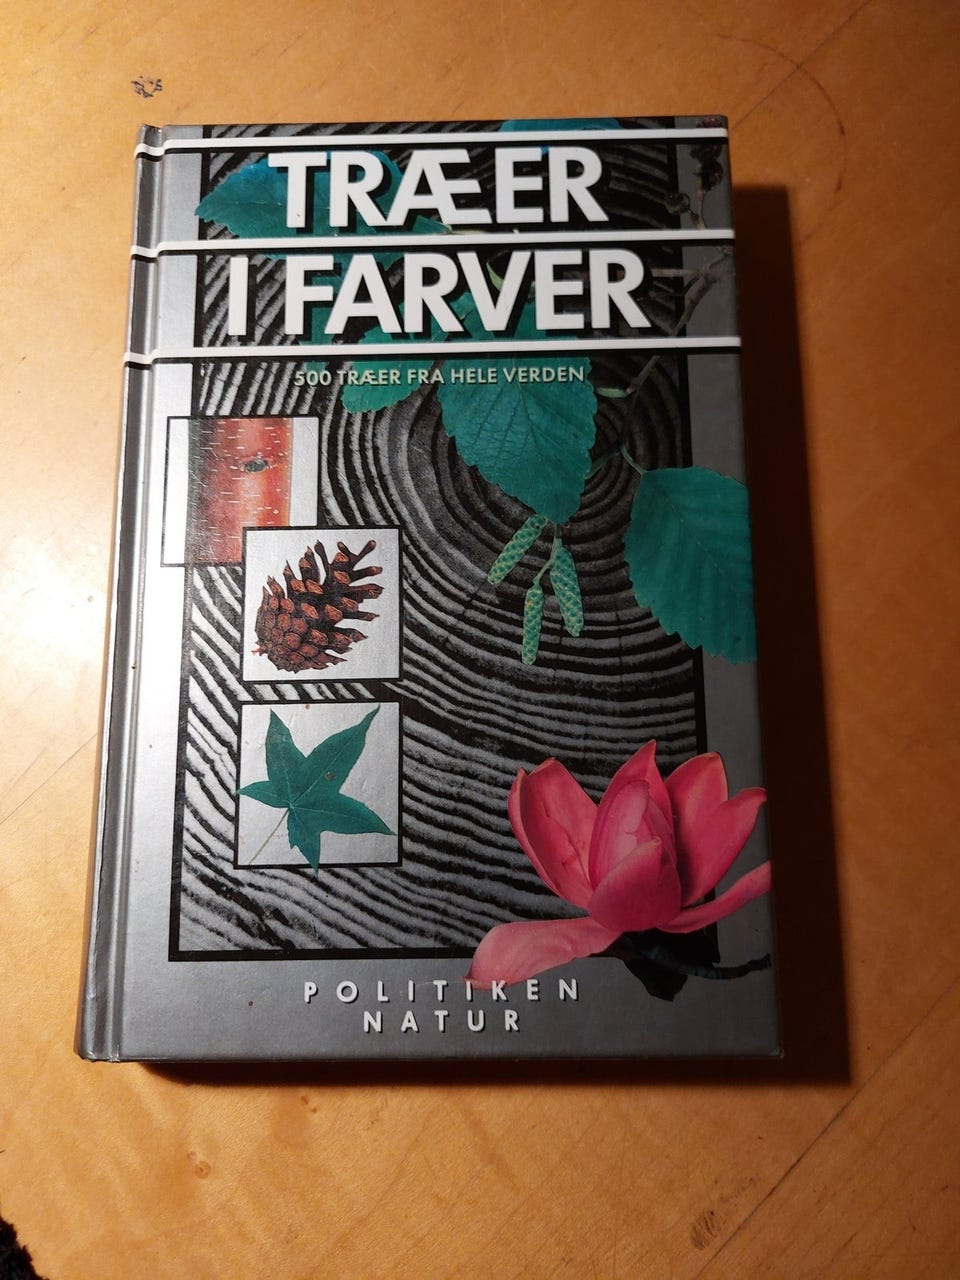 TRÆER
I FARVER
500 TRÆER FRA HELE VERDEN
POLITIKEN
NATUR